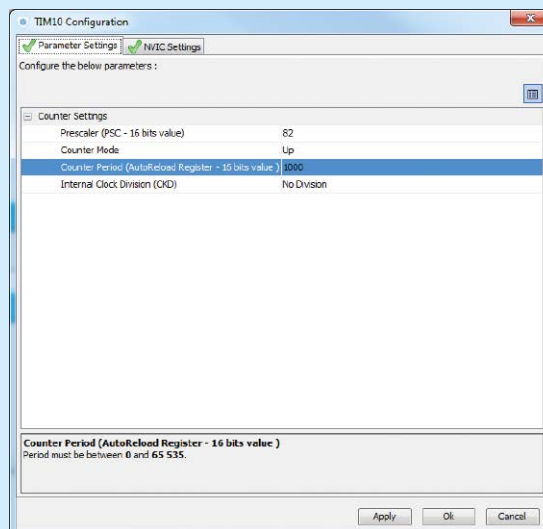 TIM10 Configuration
Parameter Settings NVIC Settings
Configure the below parameters :
Counter Settings
Prescaler (PSC - 16 bits value) 82
Counter Mode Up
Counter Period (AutoReload Register - 16 bits value ) 1000
Internal Clock Division (CKD) No Division
Counter Period (AutoReload Register - 16 bits value )
Period must be between 0 and 65 535.
Apply Ok Cancel